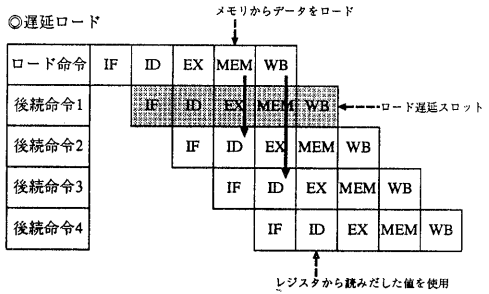 メモリからデータをロード
◎遅延ロード
ロード命令 IF ID EX MEM WB
後続命令1 IF ID EX MEM WB ロード遅延スロット
後続命令2 IF ID EX MEM WB
後続命令3 IF ID EX MEM WB
後続命令4 IF ID EX MEM WB
レジスタから読みだした値を使用